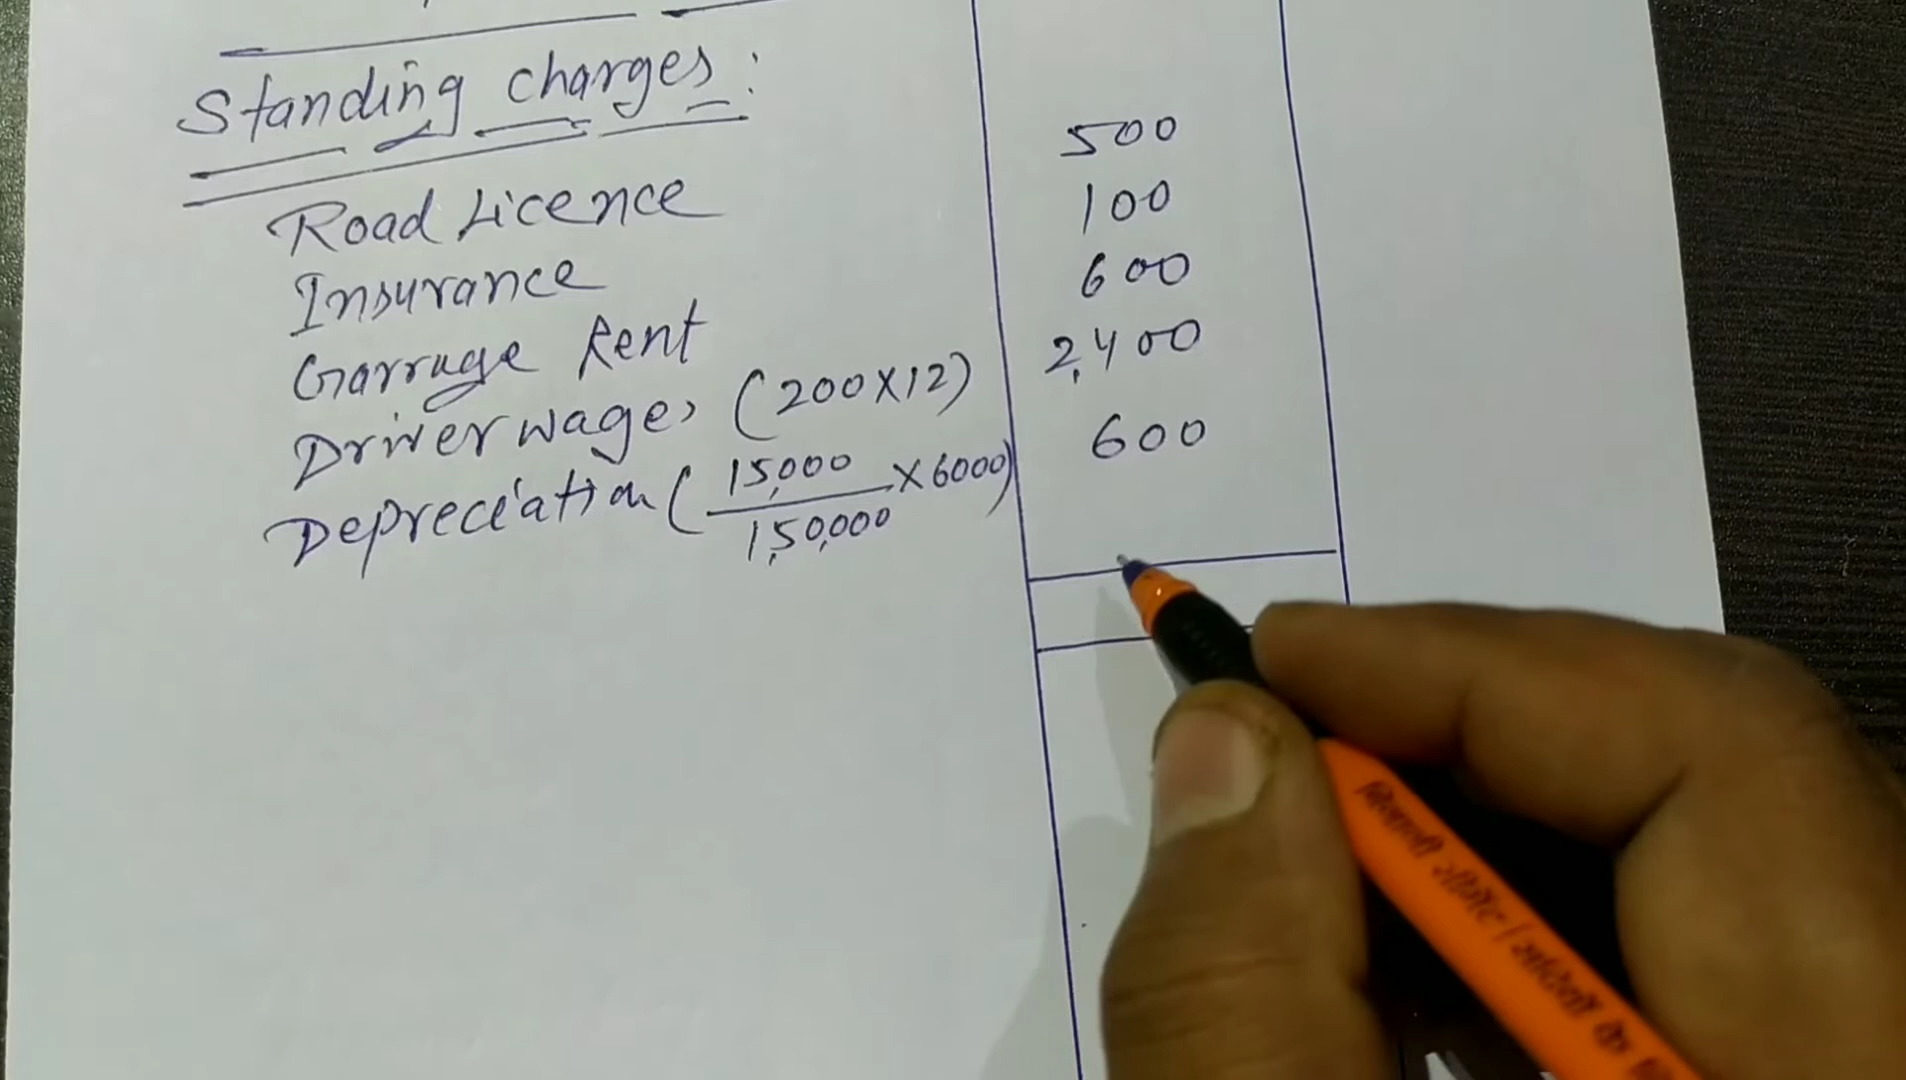 Standing charges:
Road Licence 500
Insurance 100
Garruge Rent 600
Driver wages (200X12) 2,400
Depreciation (15,000/1,50,000 X 6000) 600